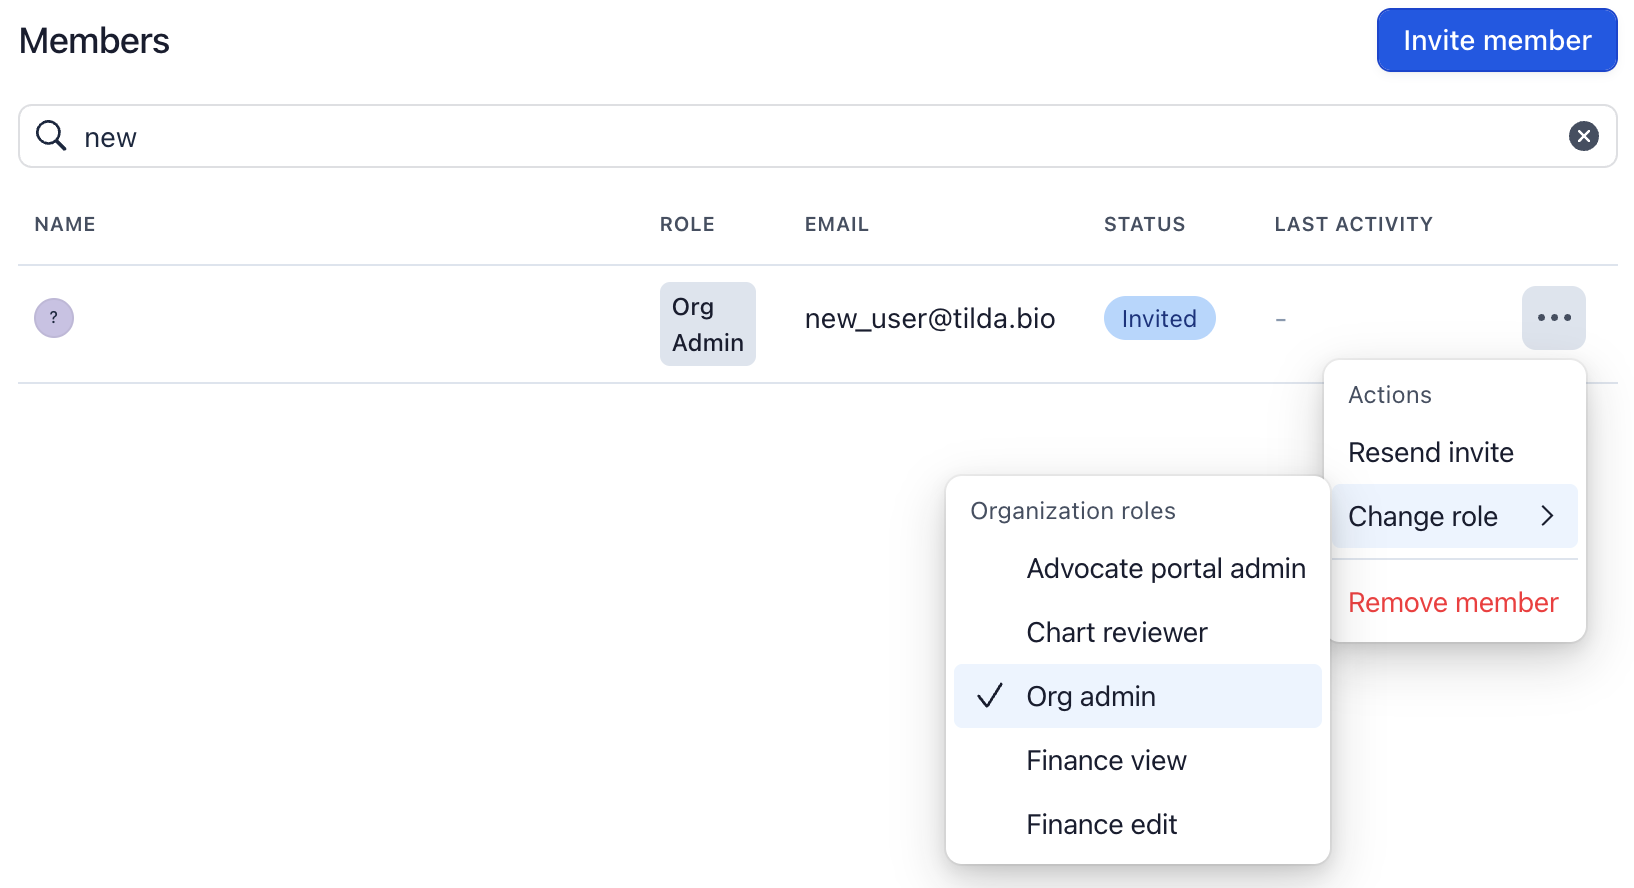 Members
Invite member
new
NAME
ROLE
EMAIL
STATUS
LAST ACTIVITY
?
Org
Admin
new_user@tilda.bio
Invited
-
Actions
Resend invite
Change role
Remove member
Organization roles
Advocate portal admin
Chart reviewer
Org admin
Finance view
Finance edit